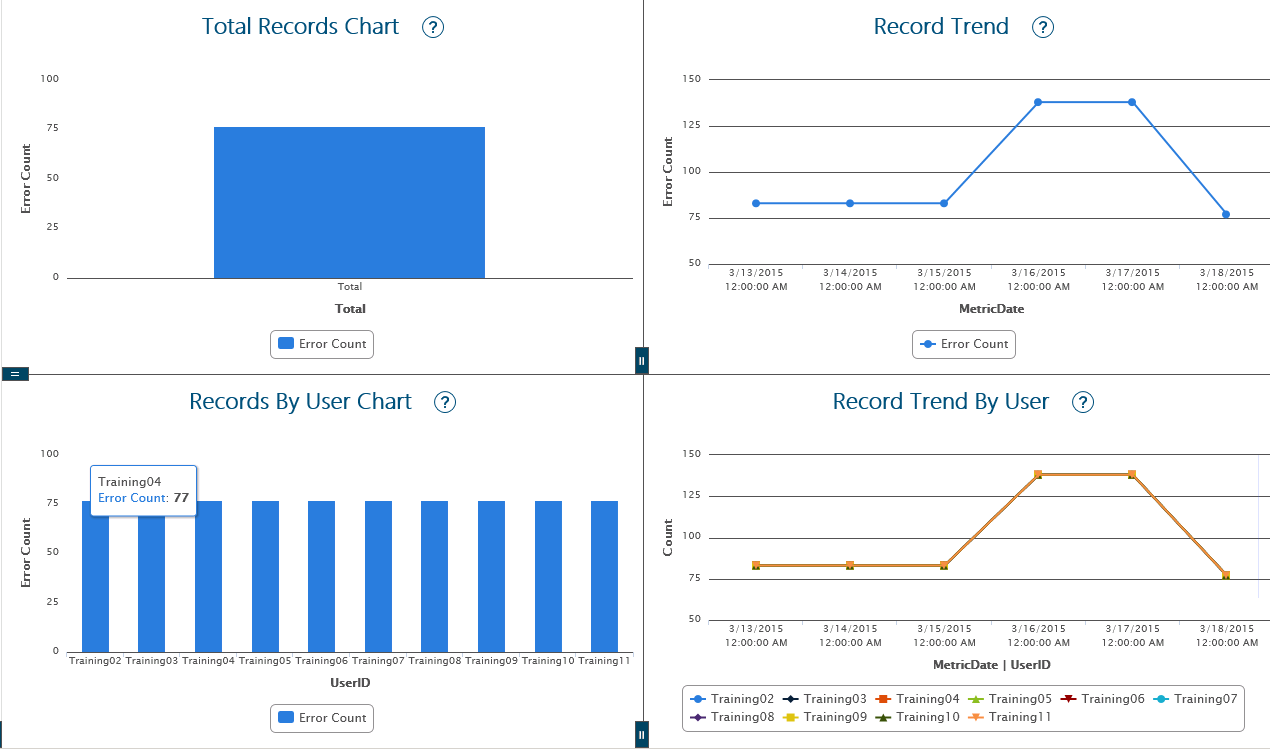 Total Records Chart ?
100
75
50
25
0
Error Count
Total
Total
Error Count
Record Trend ?
150
125
100
75
50
Error Count
3/13/2015 3/14/2015 3/15/2015 3/16/2015 3/17/2015 3/18/2015
12:00:00 AM 12:00:00 AM 12:00:00 AM 12:00:00 AM 12:00:00 AM 12:00:00 AM
MetricDate
Error Count
Records By User Chart ?
100
75
50
25
0
Error Count
Training04
Error Count: 77
Training02 Training03 Training04 Training05 Training06 Training07 Training08 Training09 Training10 Training11
UserID
Error Count
Record Trend By User ?
150
125
100
75
50
Count
3/13/2015 3/14/2015 3/15/2015 3/16/2015 3/17/2015 3/18/2015
12:00:00 AM 12:00:00 AM 12:00:00 AM 12:00:00 AM 12:00:00 AM 12:00:00 AM
MetricDate | UserID
Training02 Training03 Training04 Training05 Training06 Training07
Training08 Training09 Training10 Training11